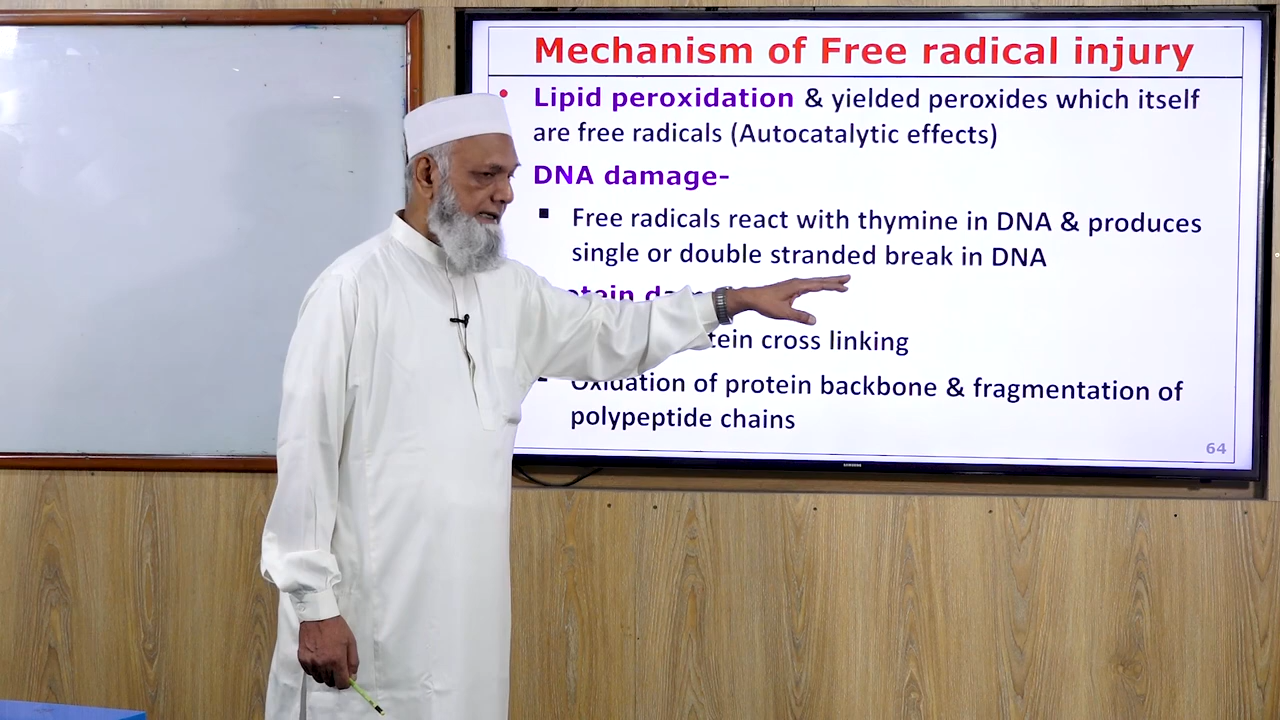 Mechanism of Free radical injury
• Lipid peroxidation & yielded peroxides which itself
are free radicals (Autocatalytic effects)
DNA damage-
▪ Free radicals react with thymine in DNA & produces
single or double stranded break in DNA
cross linking
Oxidation of protein backbone & fragmentation of
polypeptide chains
64
SAMSUNG